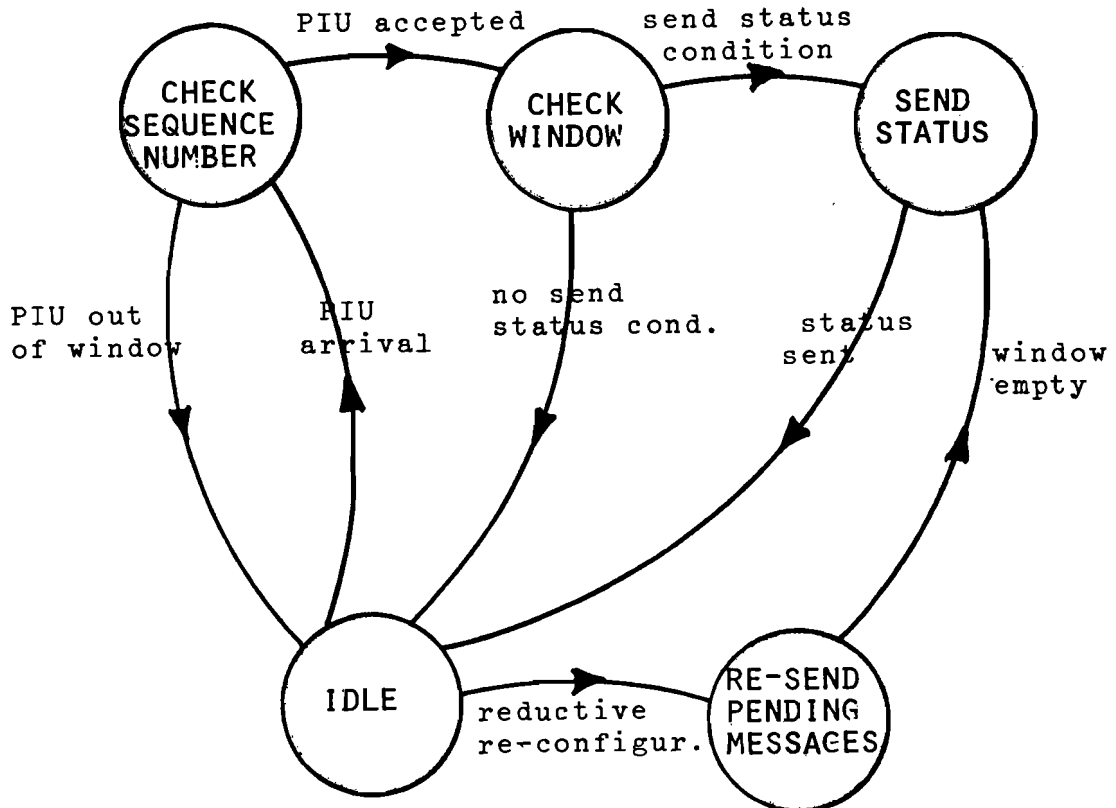 PIU accepted
send status
condition
CHECK
SEQUENCE
NUMBER
CHECK
WINDOW
SEND
STATUS
PIU out
of window
PIU
arrival
no send
status cond.
status
sent
window
empty
IDLE
reductive
re-configur.
RE-SEND
PENDING
MESSAGES